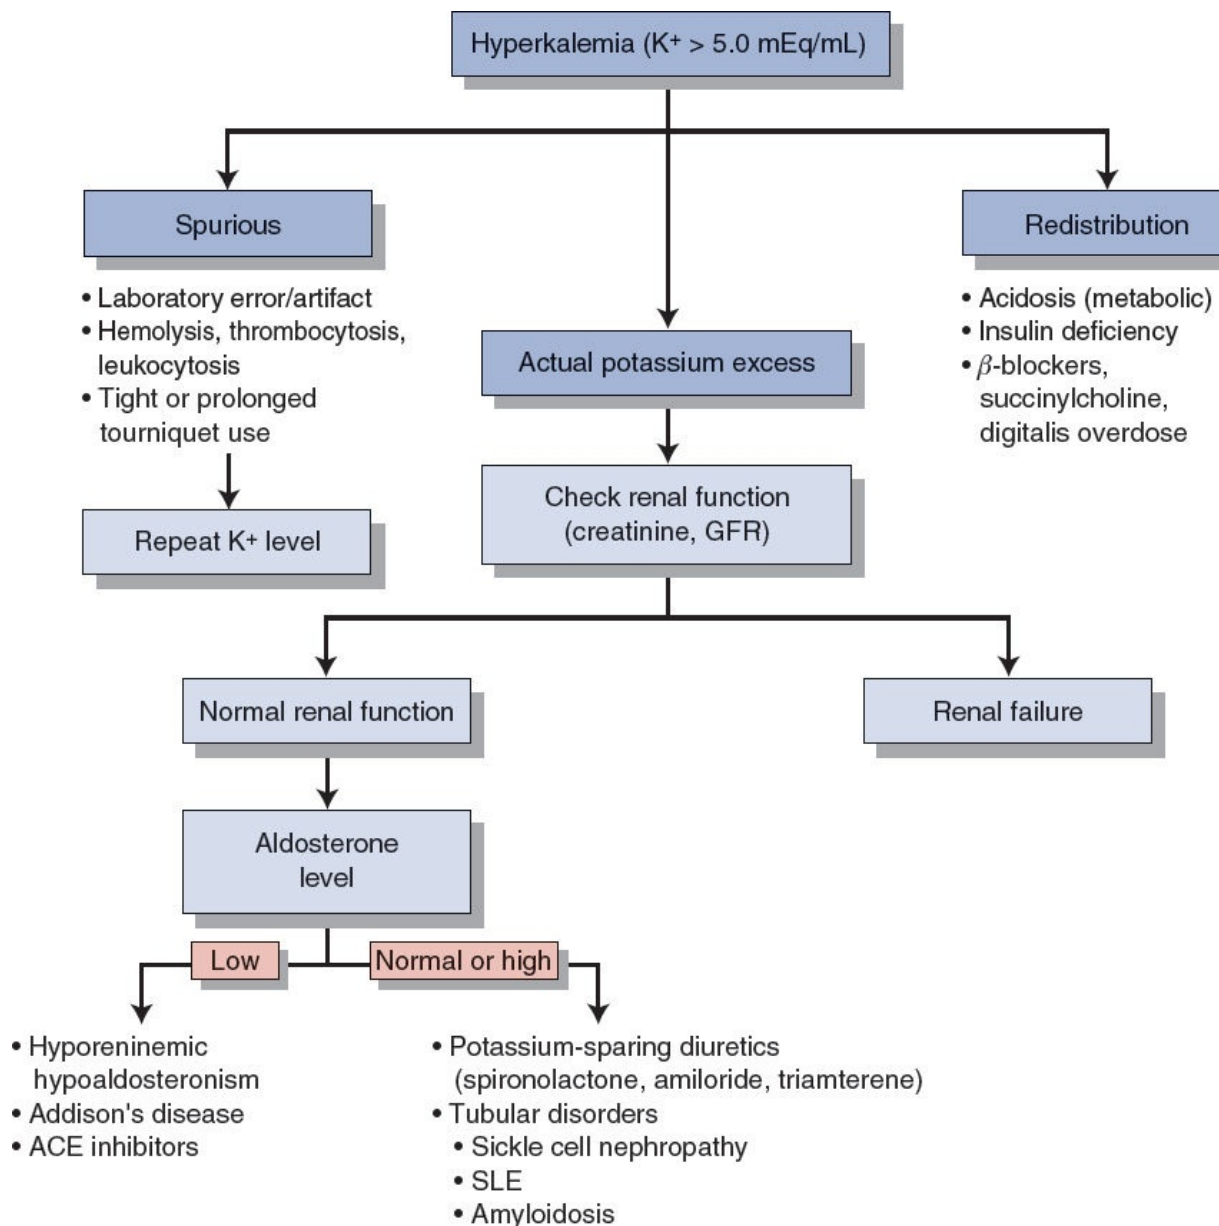 Hyperkalemia (K+ > 5.0 mEq/mL)
Spurious
• Laboratory error/artifact
• Hemolysis, thrombocytosis,
leukocytosis
• Tight or prolonged
tourniquet use
Repeat K+ level
Actual potassium excess
Check renal function
(creatinine, GFR)
Redistribution
• Acidosis (metabolic)
• Insulin deficiency
• β-blockers,
succinylcholine,
digitalis overdose
Normal renal function
Renal failure
Aldosterone
level
Low
Normal or high
• Hyporeninemic
hypoaldosteronism
• Addison's disease
• ACE inhibitors
• Potassium-sparing diuretics
(spironolactone, amiloride, triamterene)
• Tubular disorders
• Sickle cell nephropathy
• SLE
• Amyloidosis